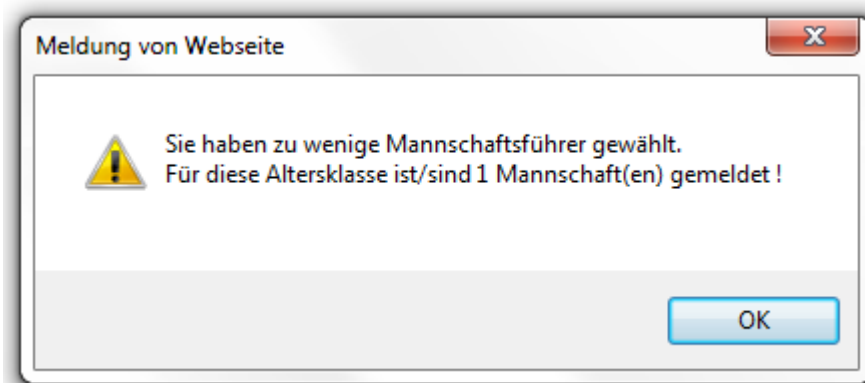 Meldung von Webseite
Sie haben zu wenige Mannschaftsführer gewählt.
Für diese Altersklasse ist/sind 1 Mannschaft(en) gemeldet !
OK